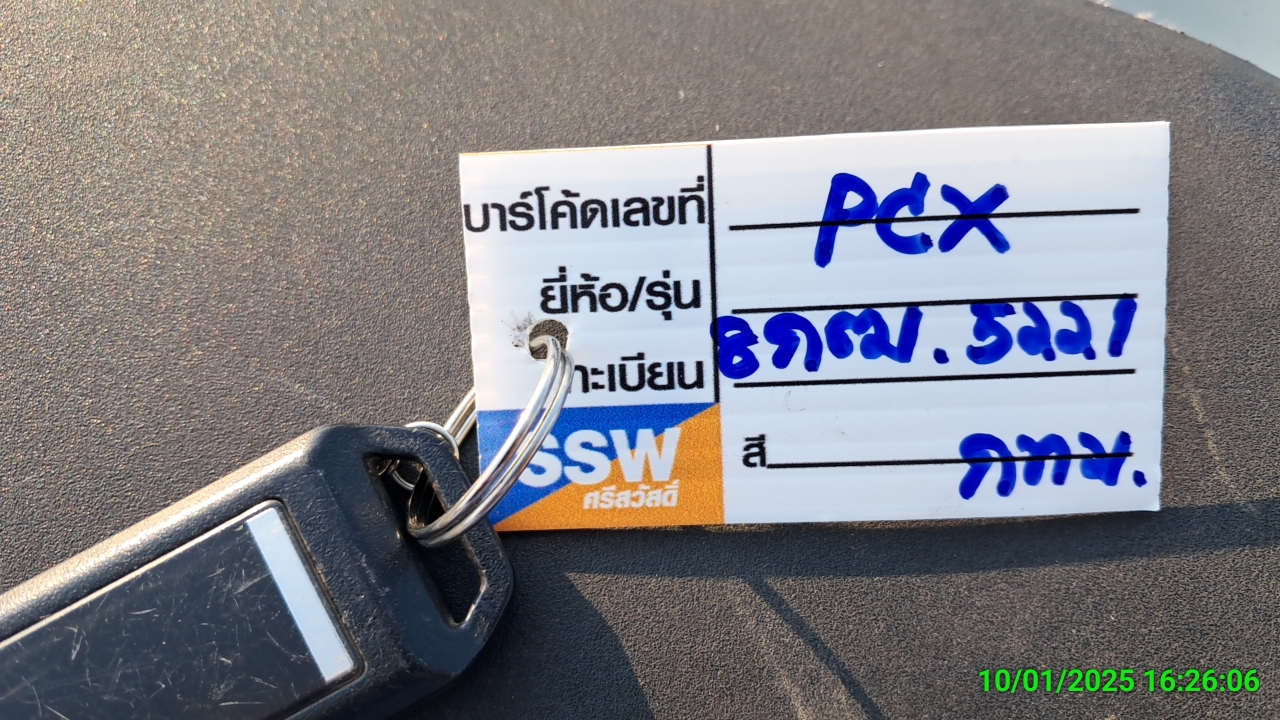 บาร์โค้ดเลขที่ PCX
ยี่ห้อ/รุ่น
าะเบียน 8กฒ. 5221
SSW
ศรีสวัสดิ์
สี กทม.
10/01/2025 16:26:06